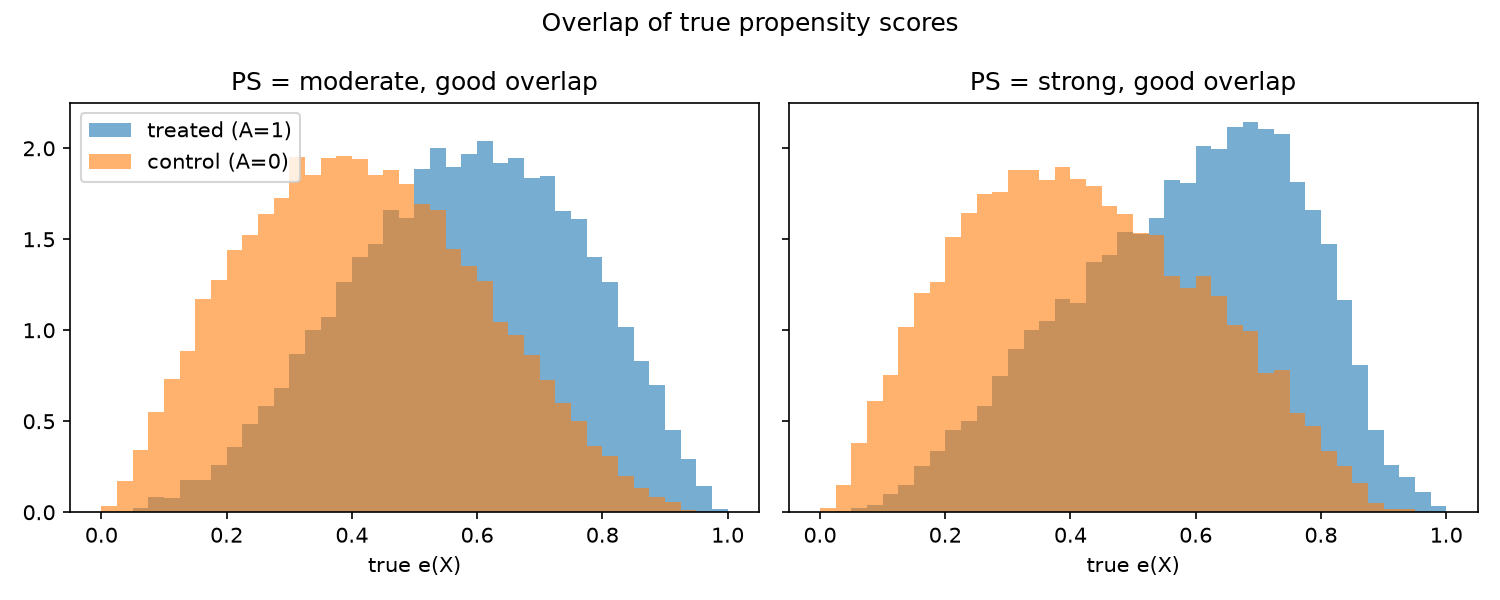 Overlap of true propensity scores
PS = moderate, good overlap
treated (A=1)
control (A=0)
2.0
1.5
1.0
0.5
0.0
0.0 0.2 0.4 0.6 0.8 1.0
true e(X)
PS = strong, good overlap
0.0 0.2 0.4 0.6 0.8 1.0
true e(X)